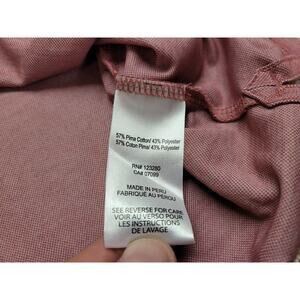 57% Pima Cotton/ 43% Polyester
57% Coton Pima/ 43% Polyester
RN# 123280
CA# 07099
MADE IN PERU
FABRIQUÉ AU PÉROU
SEE REVERSE FOR CARE
VOIR AU VERSO POUR
LES INSTRUCTIONS
DE LAVAGE